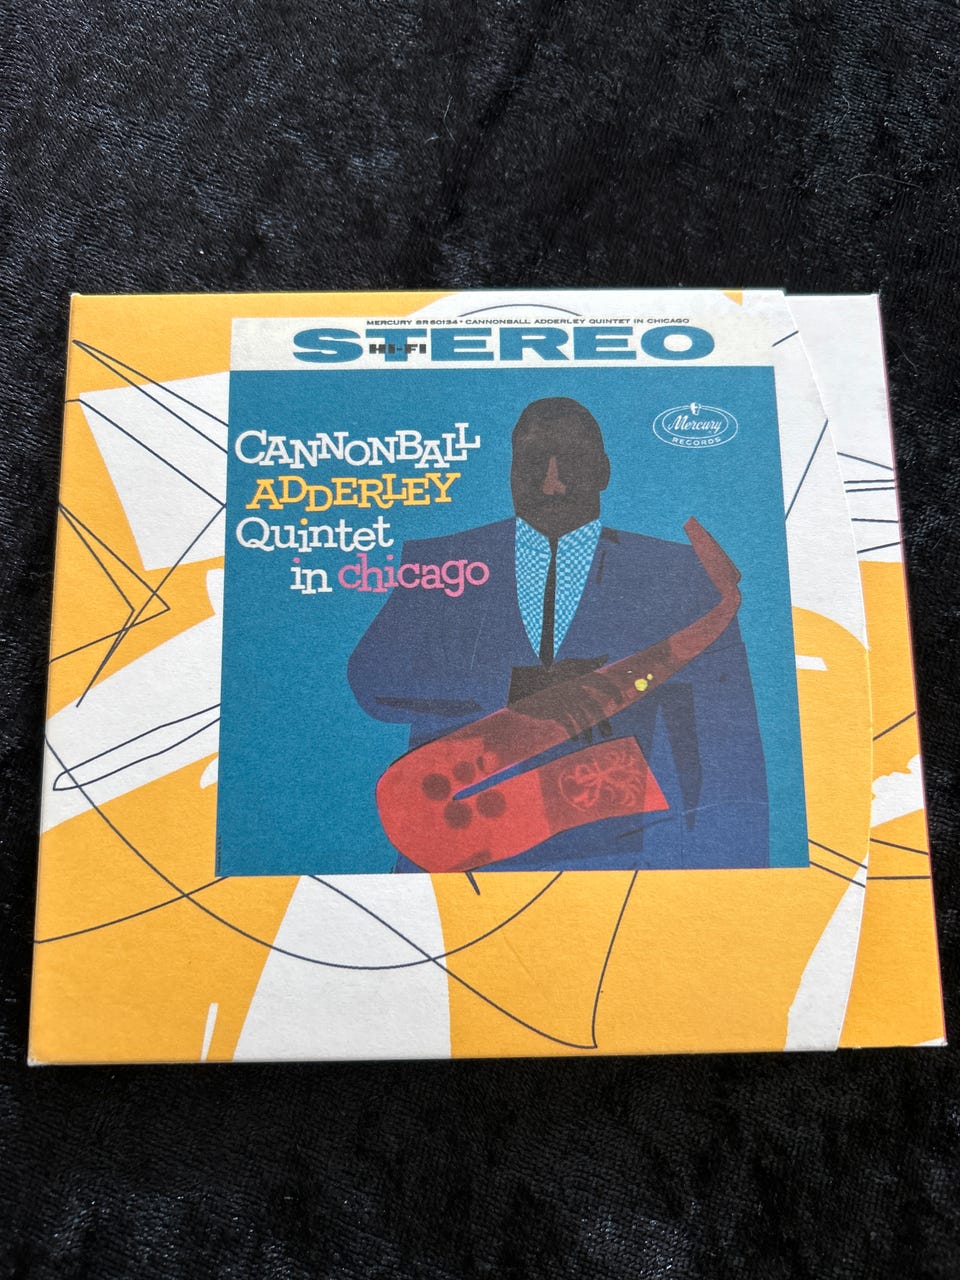 MERCURY SR 60134 • CANNONBALL ADDERLEY QUINTET IN CHICAGO
STEREO
HI-FI
CANNONBALL
ADDERLEY
Quintet
in chicago
Mercury
RECORDS